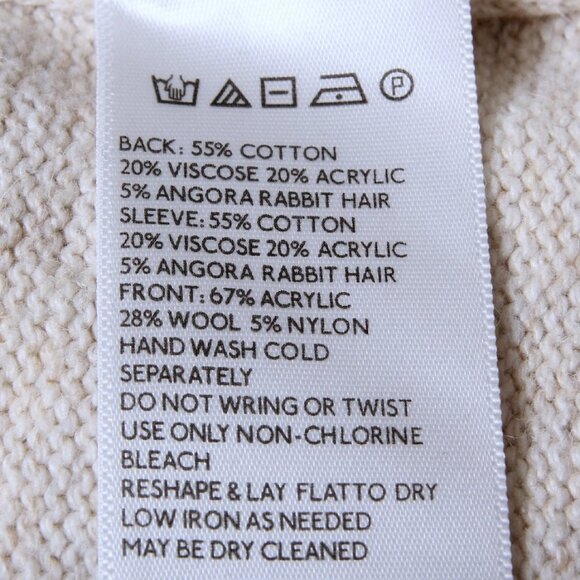 P
BACK: 55% COTTON
20% VISCOSE 20% ACRYLIC
5% ANGORA RABBIT HAIR
SLEEVE: 55% COTTON
20% VISCOSE 20% ACRYLIC
5% ANGORA RABBIT HAIR
FRONT: 67% ACRYLIC
28% WOOL 5% NYLON
HAND WASH COLD
SEPARATELY
DO NOT WRING OR TWIST
USE ONLY NON-CHLORINE
BLEACH
RESHAPE & LAY FLAT TO DRY
LOW IRON AS NEEDED
MAY BE DRY CLEANED